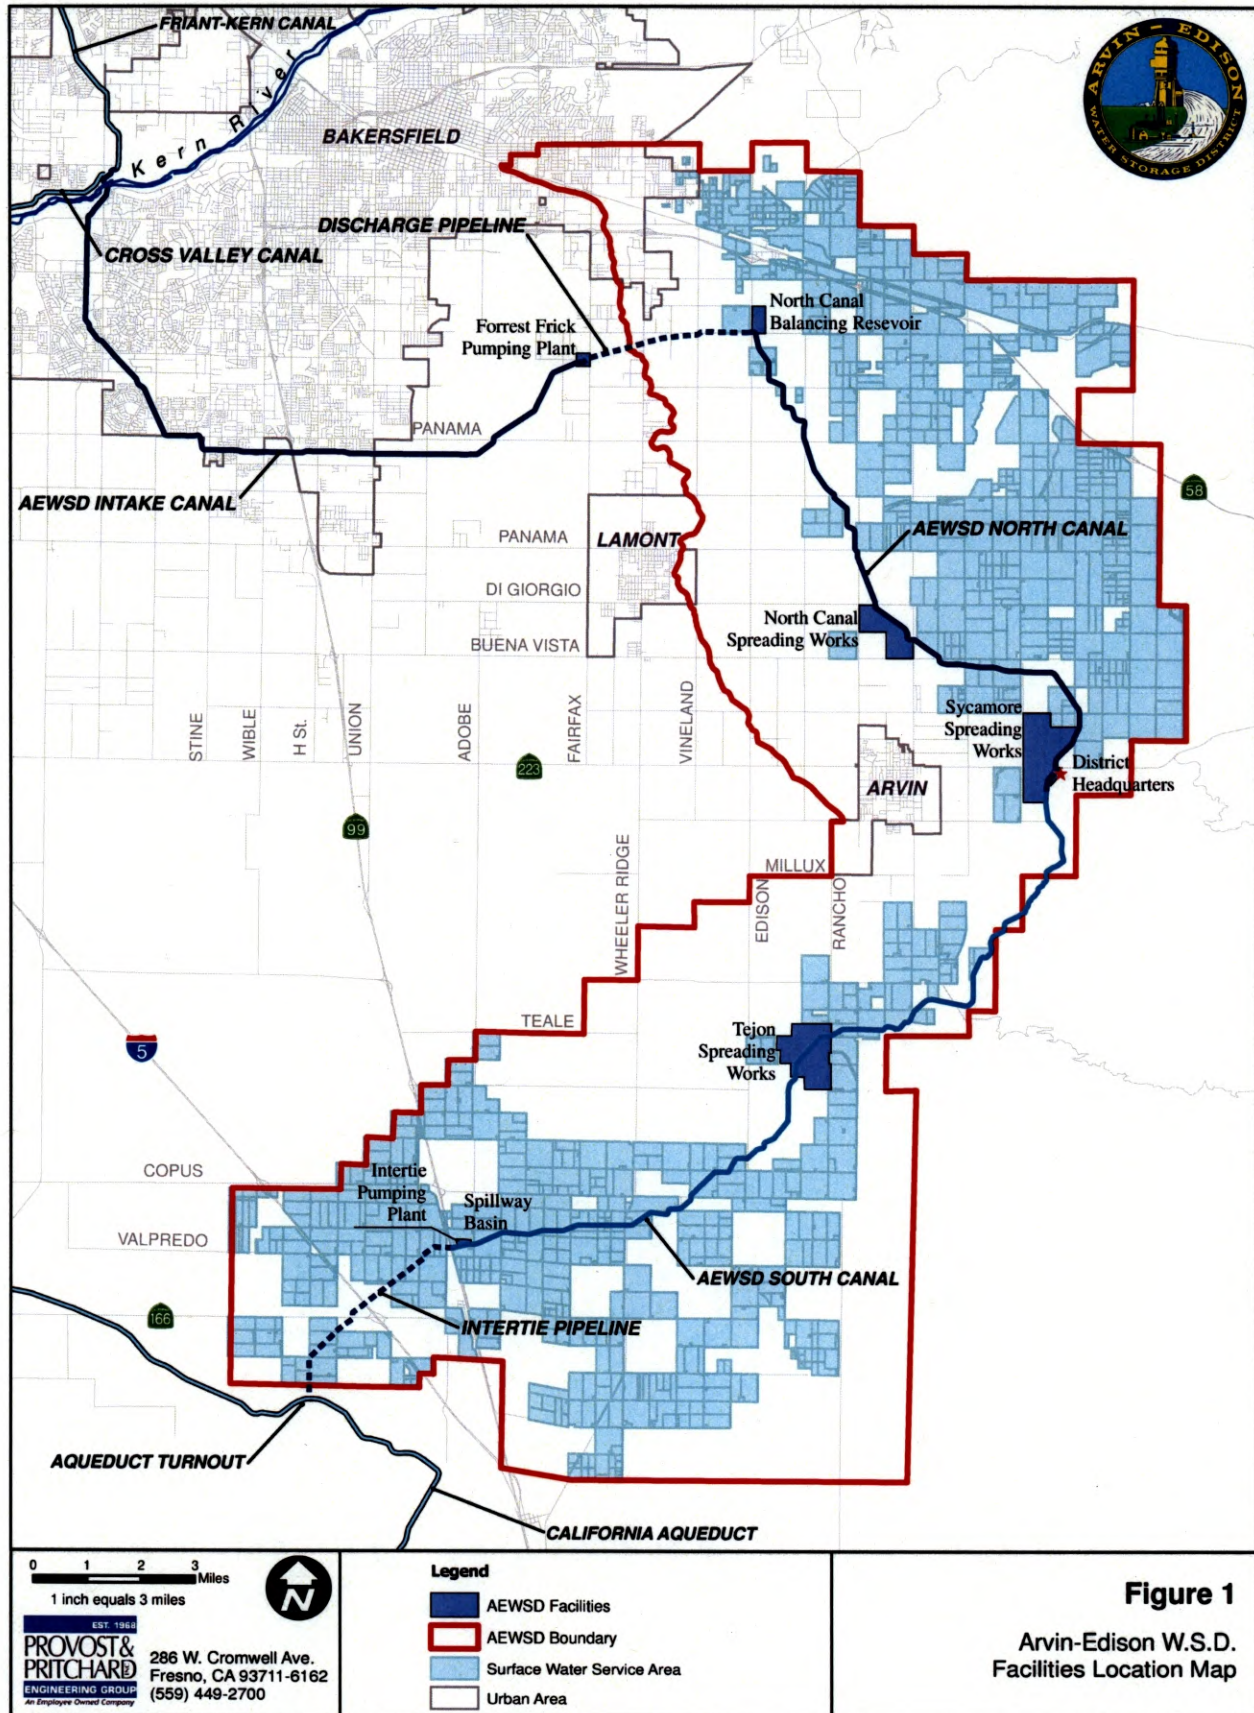 FRIANT-KERN CANAL
ARVIN – EDISON
WATER STORAGE DISTRICT
Kern River
BAKERSFIELD
DISCHARGE PIPELINE
CROSS VALLEY CANAL
North Canal
Balancing Resevoir
Forrest Frick
Pumping Plant
PANAMA
AEWSD INTAKE CANAL
58
AEWSD NORTH CANAL
PANAMA
LAMONT
DI GIORGIO
North Canal
Spreading Works
BUENA VISTA
STINE
WIBLE
H St.
UNION
ADOBE
FAIRFAX
VINELAND
Sycamore
Spreading
Works
223
District
Headquarters
ARVIN
99
WHEELER RIDGE
MILLUX
EDISON
RANCHO
TEALE
5
Tejon
Spreading
Works
COPUS
Intertie
Pumping
Plant
Spillway
Basin
VALPREDO
AEWSD SOUTH CANAL
166
INTERTIE PIPELINE
AQUEDUCT TURNOUT
CALIFORNIA AQUEDUCT
0 1 2 3
Miles
1 inch equals 3 miles
N
EST. 1968
PROVOST &
PRITCHARD
ENGINEERING GROUP
An Employee Owned Company
286 W. Cromwell Ave.
Fresno, CA 93711-6162
(559) 449-2700
Legend
AEWSD Facilities
AEWSD Boundary
Surface Water Service Area
Urban Area
Figure 1
Arvin-Edison W.S.D.
Facilities Location Map